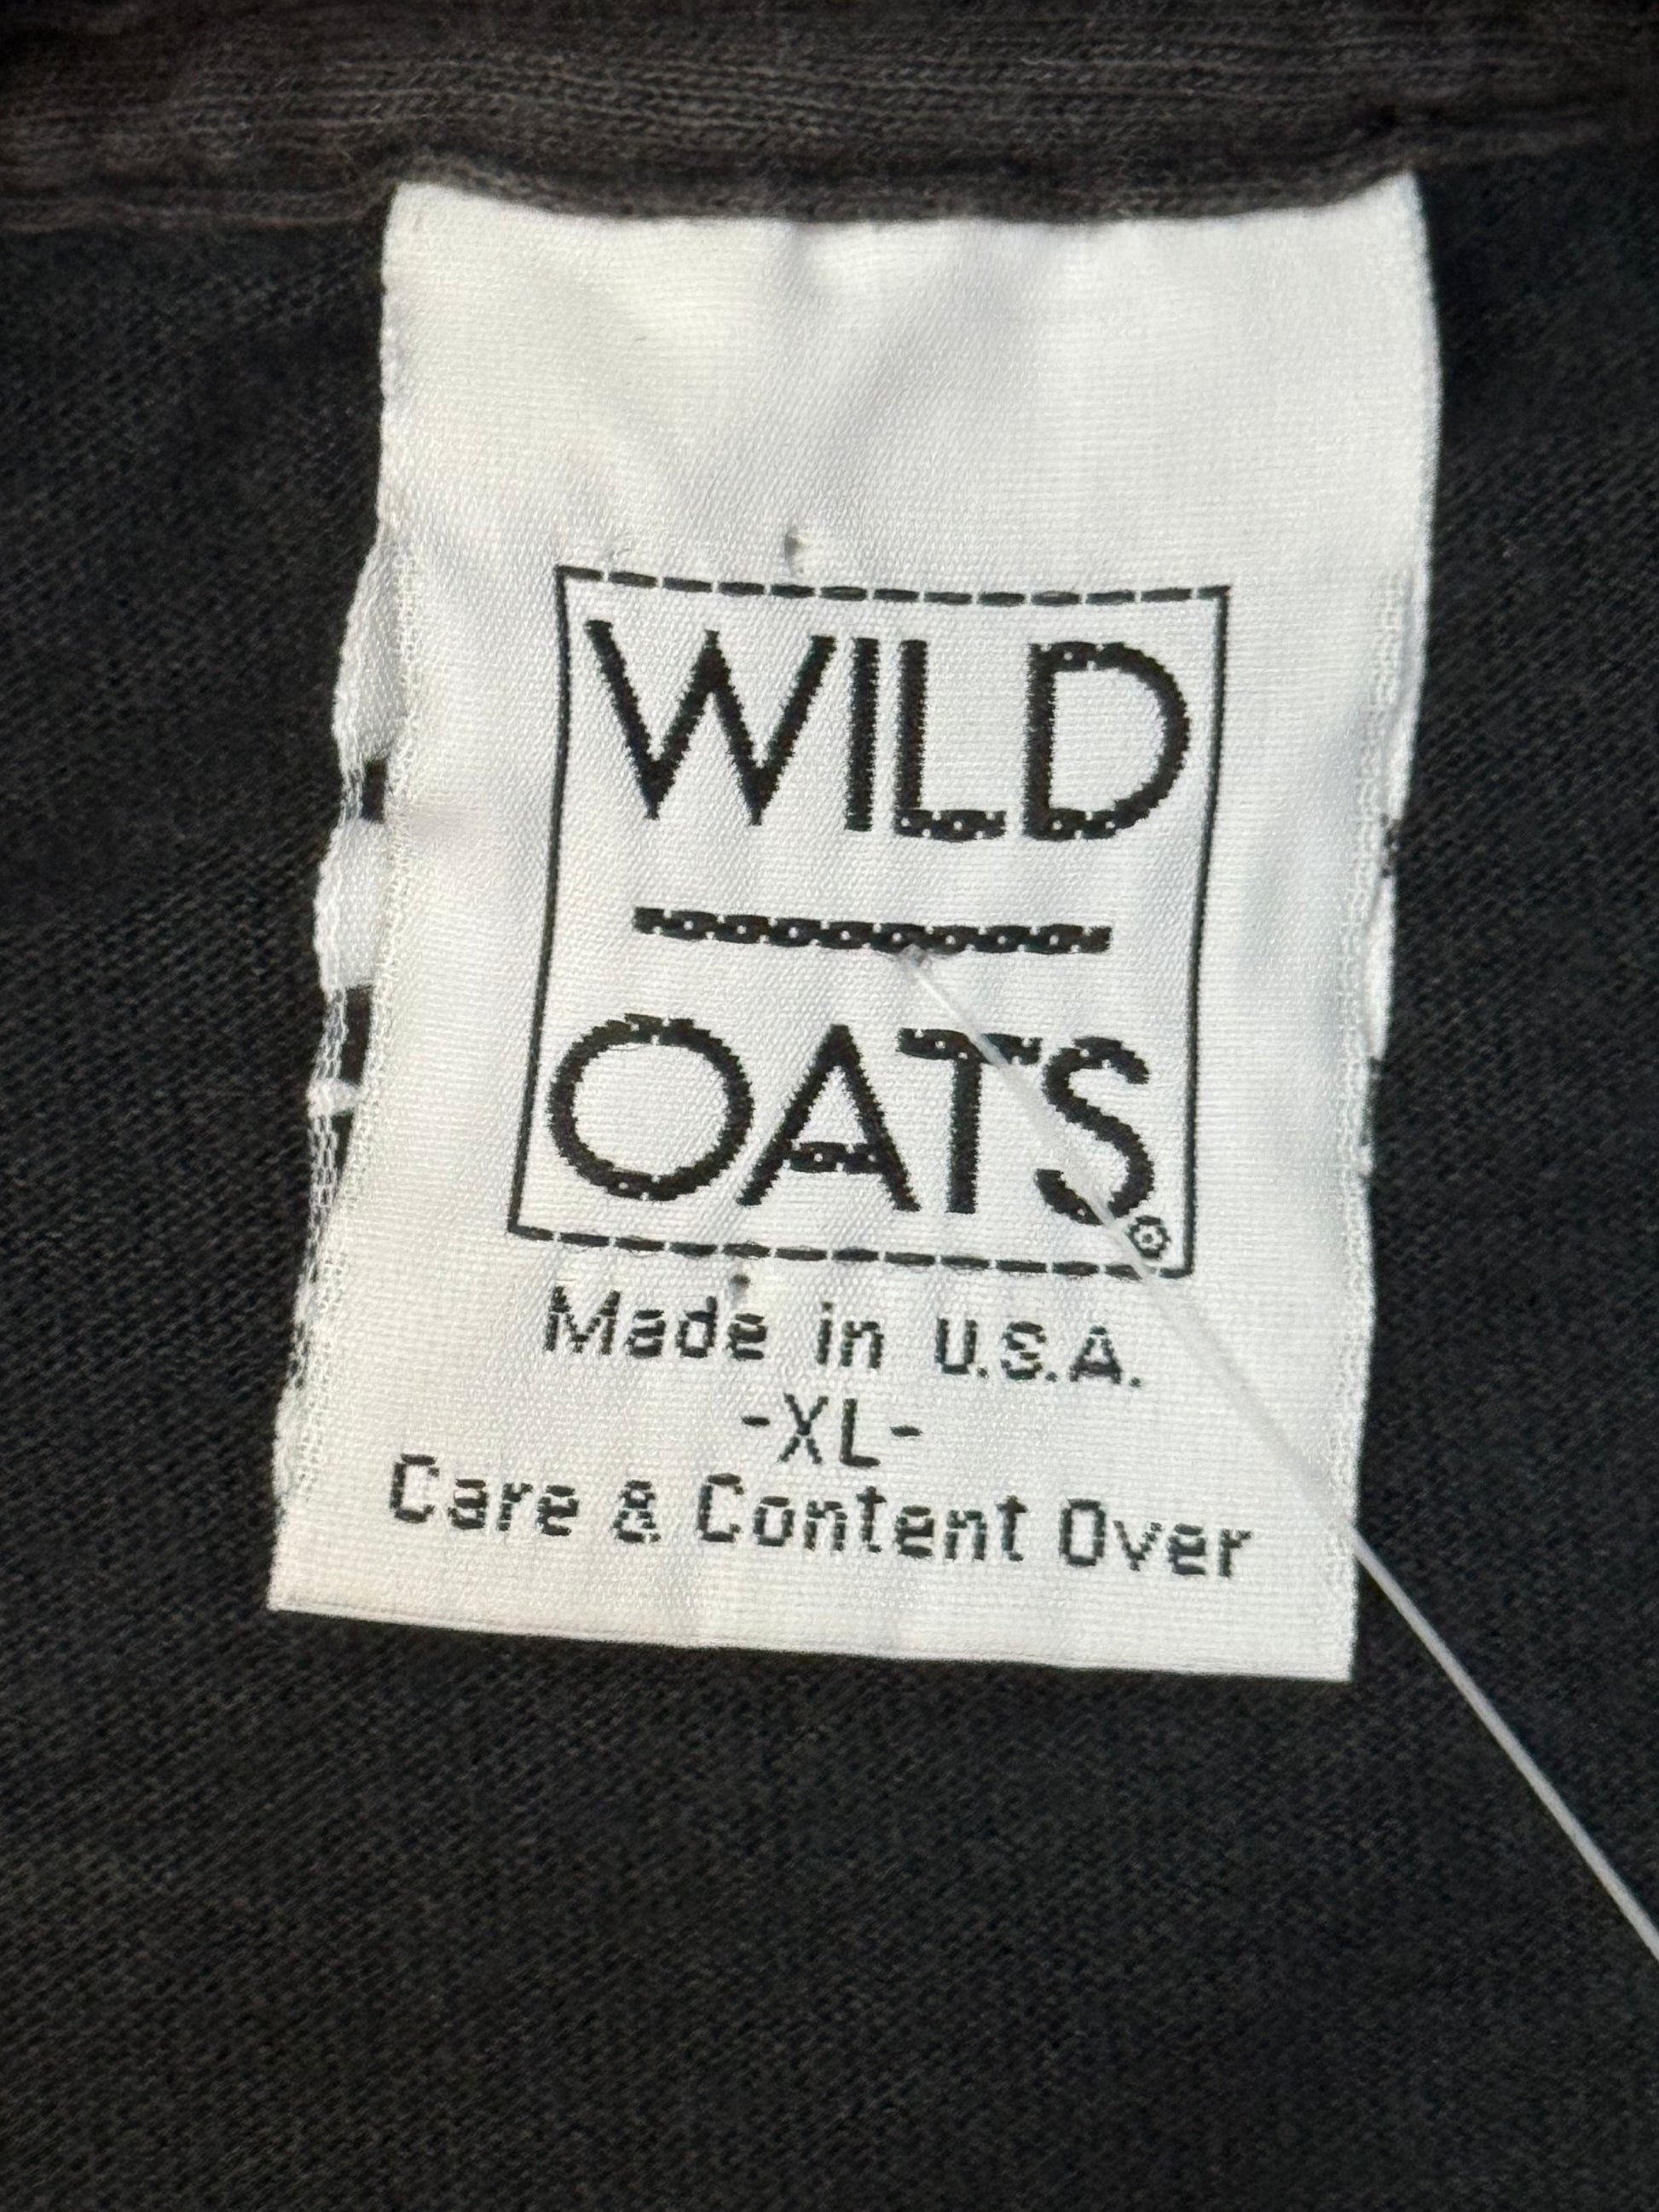 WILD
OATS®
Made in U.S.A.
-XL-
Care & Content Over